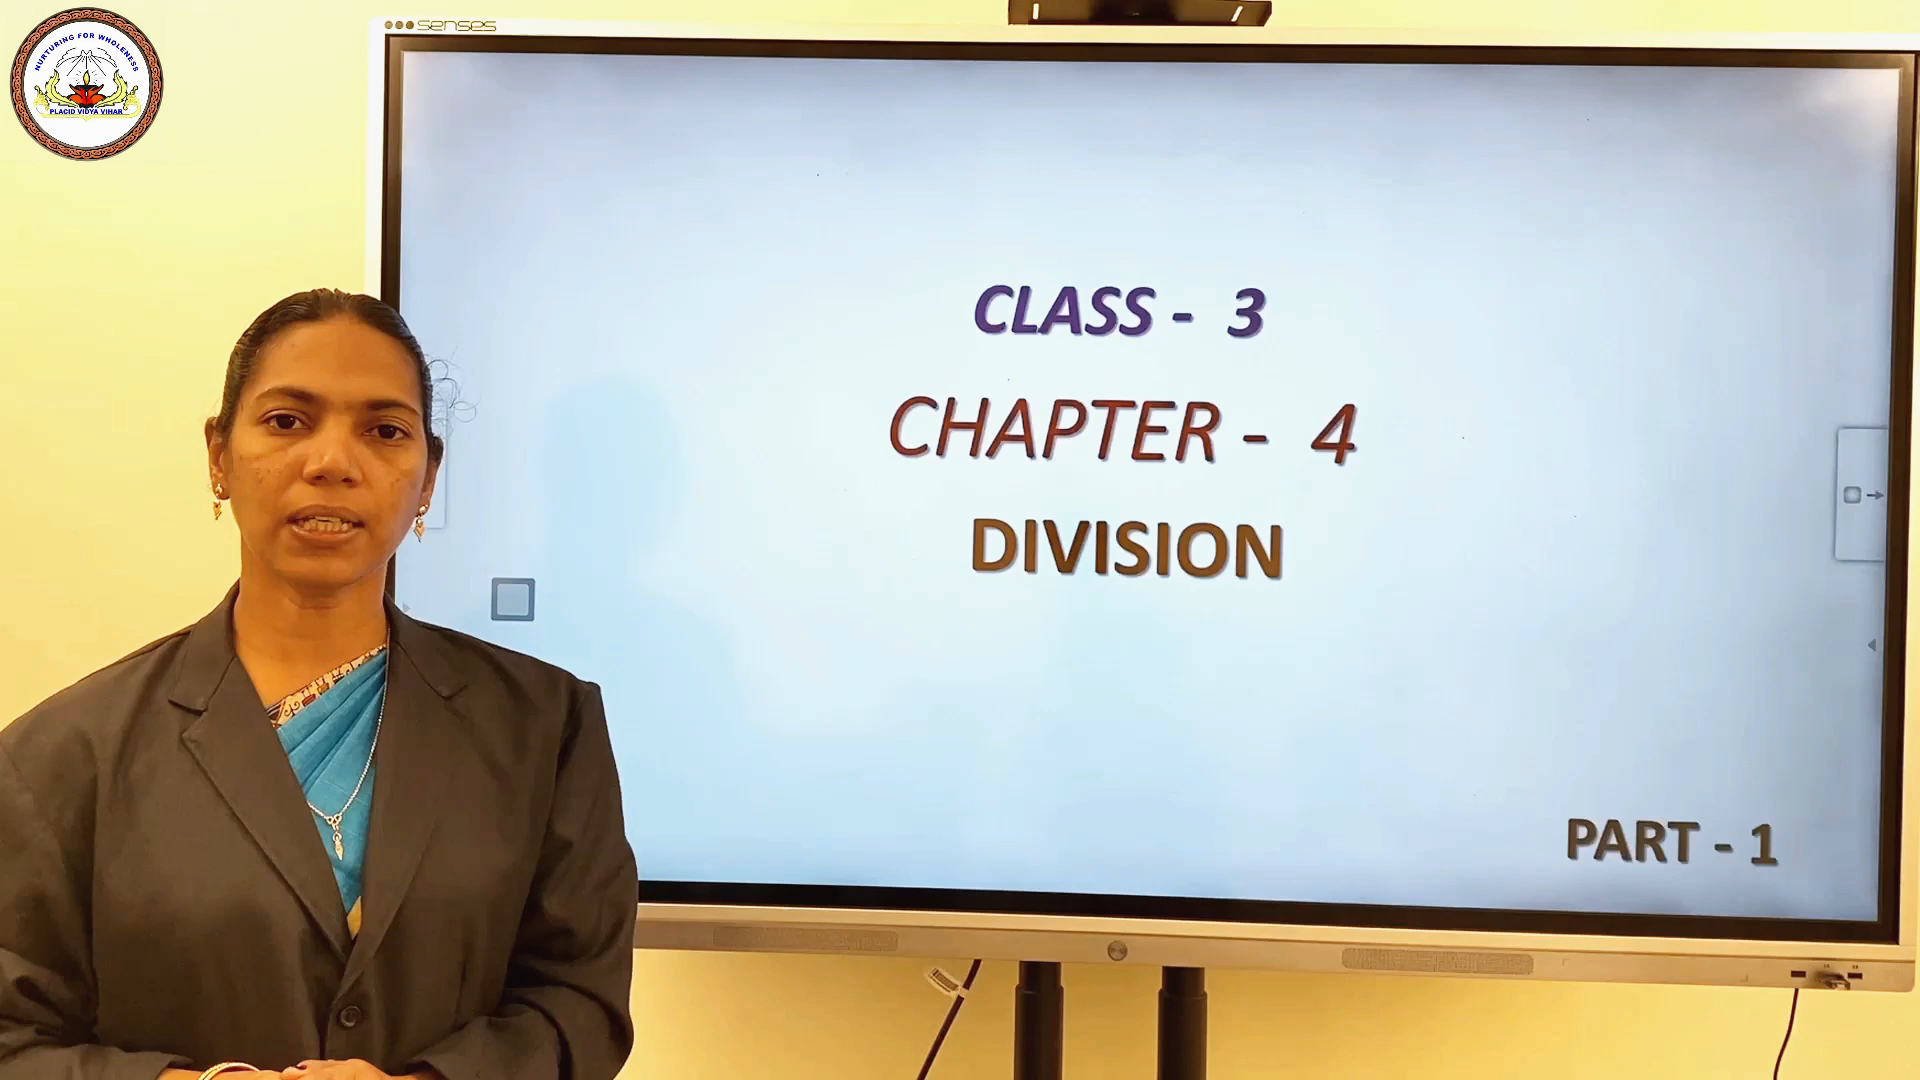 NURTURING FOR WHOLENESS
PLACID VIDYA VIHAR
senses
CLASS - 3
CHAPTER - 4
DIVISION
PART - 1